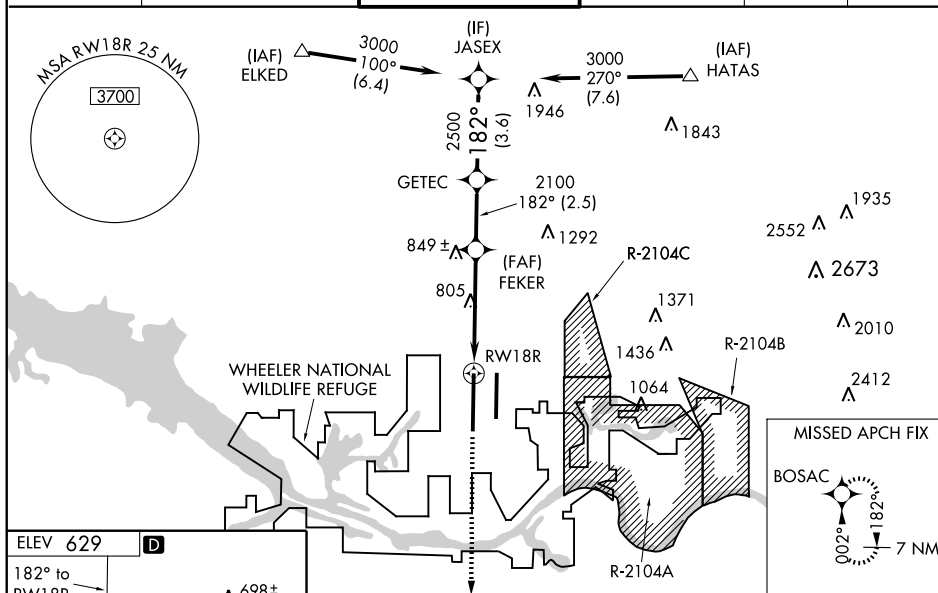 MSA RW18R 25 NM
3700
(IAF)
ELKED
3000
100°
(6.4)
(IF)
JASEX
3000
270°
(7.6)
(IAF)
HATAS
1946
1843
2500
182°
(3.6)
GETEC
2100
182° (2.5)
1935
2552
849 ±
1292
(FAF)
FEKER
R-2104C
2673
805
1371
2010
1436
R-2104B
RW18R
WHEELER NATIONAL
WILDLIFE REFUGE
1064
2412
MISSED APCH FIX
BOSAC
182°
002°
7 NM
R-2104A
ELEV 629
D
182° to
RW18R
698 ±